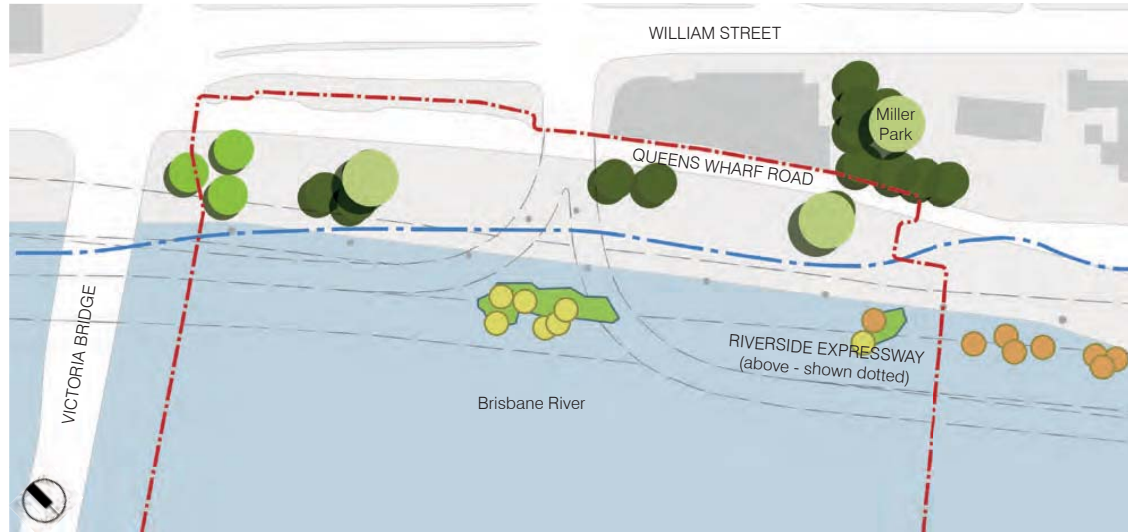 WILLIAM STREET
Miller
Park
QUEENS WHARF ROAD
VICTORIA BRIDGE
RIVERSIDE EXPRESSWAY
(above - shown dotted)
Brisbane River